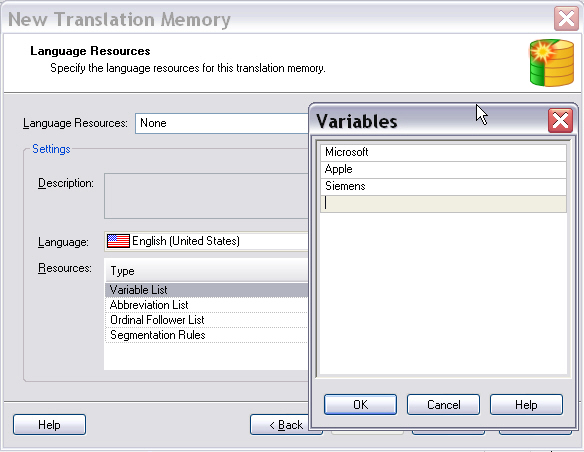 New Translation Memory
Language Resources
Specify the language resources for this translation memory.
Language Resources: None
Settings
Description:
Language: English (United States)
Resources: Type
Variable List
Abbreviation List
Ordinal Follower List
Segmentation Rules
Help
< Back
Variables
Microsoft
Apple
Siemens
OK
Cancel
Help